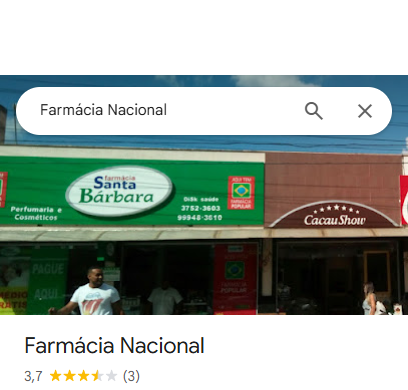 Farmácia Nacional
farmácia
Santa
Bárbara
Perfumaria e
Cosméticos
Disk saúde
3752-3603
99948-3610
AQUI TEM
FARMÁCIA
POPULAR
Cacau Show
PAGUE
AQUI
Farmácia Nacional
3,7
(3)